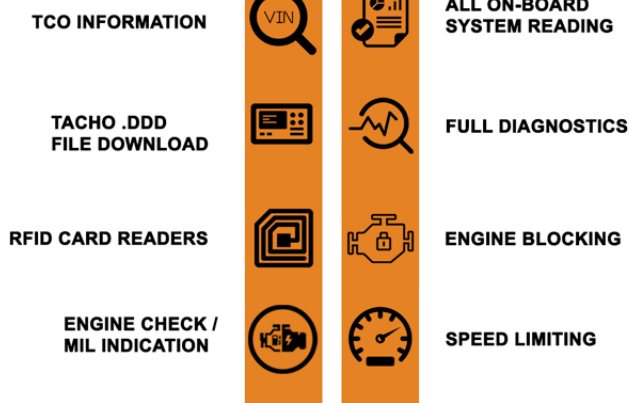 TCO INFORMATION
VIN
ALL ON-BOARD
SYSTEM READING
TACHO .DDD
FILE DOWNLOAD
FULL DIAGNOSTICS
RFID CARD READERS
ENGINE BLOCKING
ENGINE CHECK /
MIL INDICATION
SPEED LIMITING